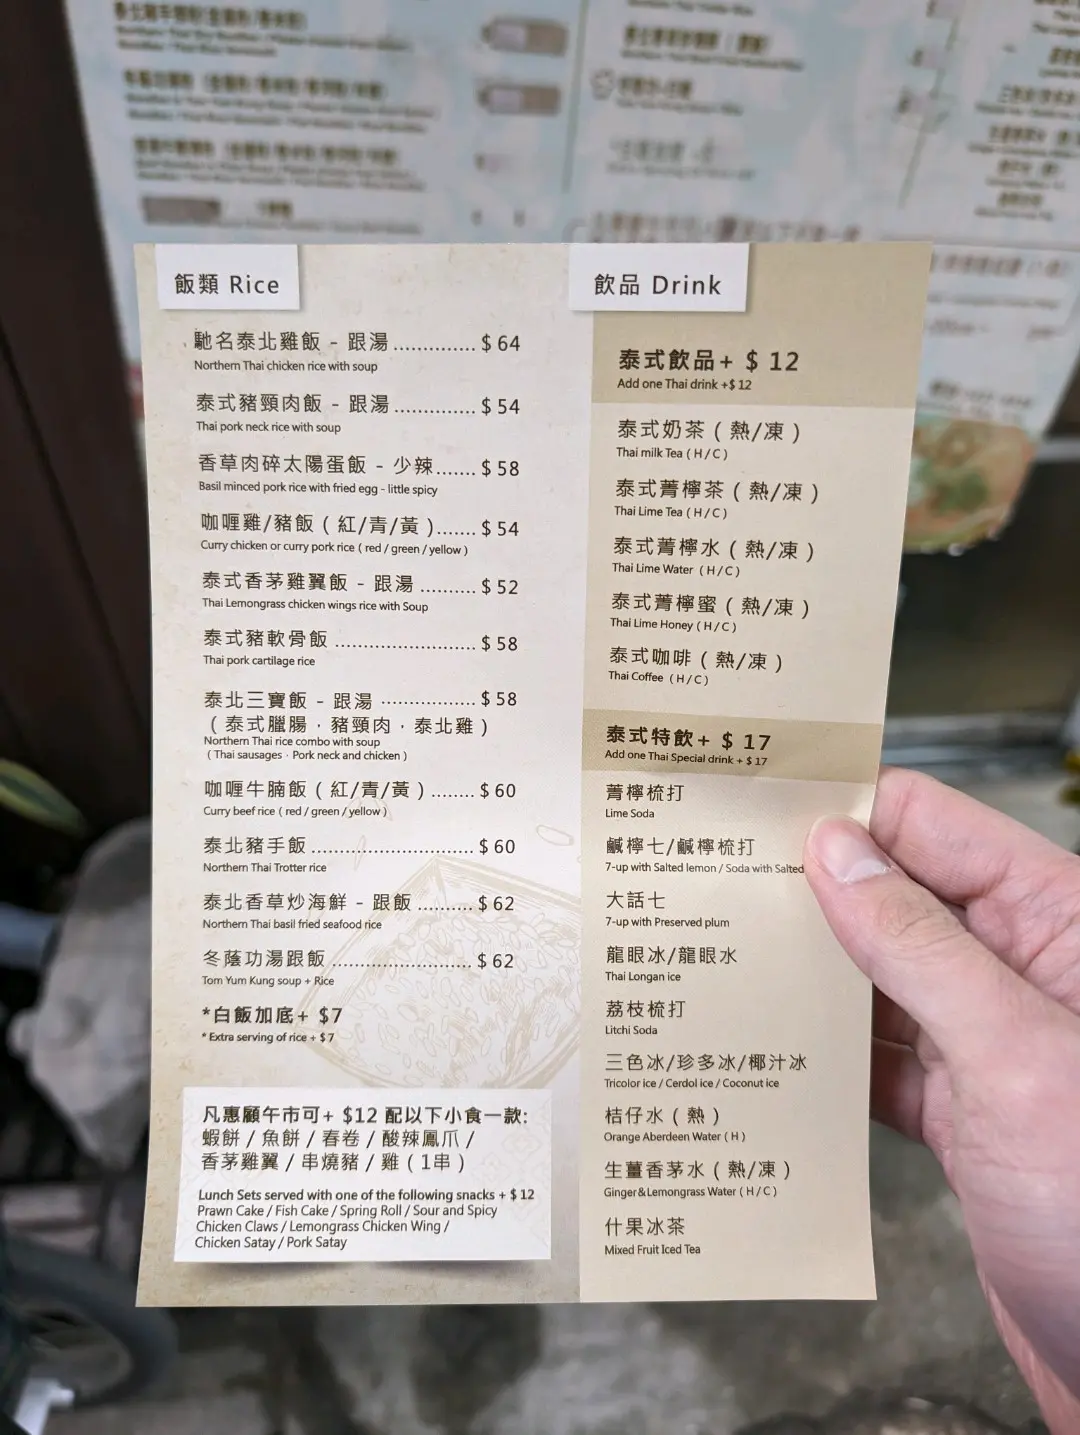 飯類 Rice
馳名泰北雞飯 - 跟湯 .............. $ 64
Northern Thai chicken rice with soup
泰式豬頸肉飯 - 跟湯 .............. $ 54
Thai pork neck rice with soup
香草肉碎太陽蛋飯 - 少辣....... $ 58
Basil minced pork rice with fried egg - little spicy
咖喱雞/豬飯 ( 紅/青/黃 )....... $ 54
Curry chicken or curry pork rice ( red / green / yellow )
泰式香茅雞翼飯 - 跟湯 .......... $ 52
Thai Lemongrass chicken wings rice with Soup
泰式豬軟骨飯 ......................... $ 58
Thai pork cartilage rice
泰北三寶飯 - 跟湯 ................. $ 58
( 泰式臘腸 · 豬頸肉 · 泰北雞 )
Northern Thai rice combo with soup
( Thai sausages · Pork neck and chicken )
咖喱牛腩飯 ( 紅/青/黃 ) ........ $ 60
Curry beef rice ( red / green / yellow )
泰北豬手飯............................. $ 60
Northern Thai Trotter rice
泰北香草炒海鮮 - 跟飯 .......... $ 62
Northern Thai basil fried seafood rice
冬蔭功湯跟飯 ......................... $ 62
Tom Yum Kung soup + Rice
*白飯加底+ $7
* Extra serving of rice + $ 7
凡惠顧午市可+ $12 配以下小食一款:
蝦餅 / 魚餅 / 春卷 / 酸辣鳳爪 /
香茅雞翼 / 串燒豬 / 雞 ( 1串 )
Lunch Sets served with one of the following snacks + $ 12
Prawn Cake / Fish Cake / Spring Roll / Sour and Spicy
Chicken Claws / Lemongrass Chicken Wing /
Chicken Satay / Pork Satay
飲品 Drink
泰式飲品+ $ 12
Add one Thai drink +$ 12
泰式奶茶 ( 熱/凍 )
Thai milk Tea ( H / C )
泰式菁檸茶 ( 熱/凍 )
Thai Lime Tea ( H / C )
泰式菁檸水 ( 熱/凍 )
Thai Lime Water ( H / C )
泰式菁檸蜜 ( 熱/凍 )
Thai Lime Honey ( H / C )
泰式咖啡 ( 熱/凍 )
Thai Coffee ( H / C )
泰式特飲+ $ 17
Add one Thai Special drink + $ 17
菁檸梳打
Lime Soda
鹹檸七/鹹檸梳打
7-up with Salted lemon / Soda with Salted
大話七
7-up with Preserved plum
龍眼冰/龍眼水
Thai Longan ice
荔枝梳打
Litchi Soda
三色冰/珍多冰/椰汁冰
Tricolor ice / Cerdol ice / Coconut ice
桔仔水 ( 熱 )
Orange Aberdeen Water ( H )
生薑香茅水 ( 熱/凍 )
Ginger & Lemongrass Water ( H / C )
什果冰茶
Mixed Fruit Iced Tea